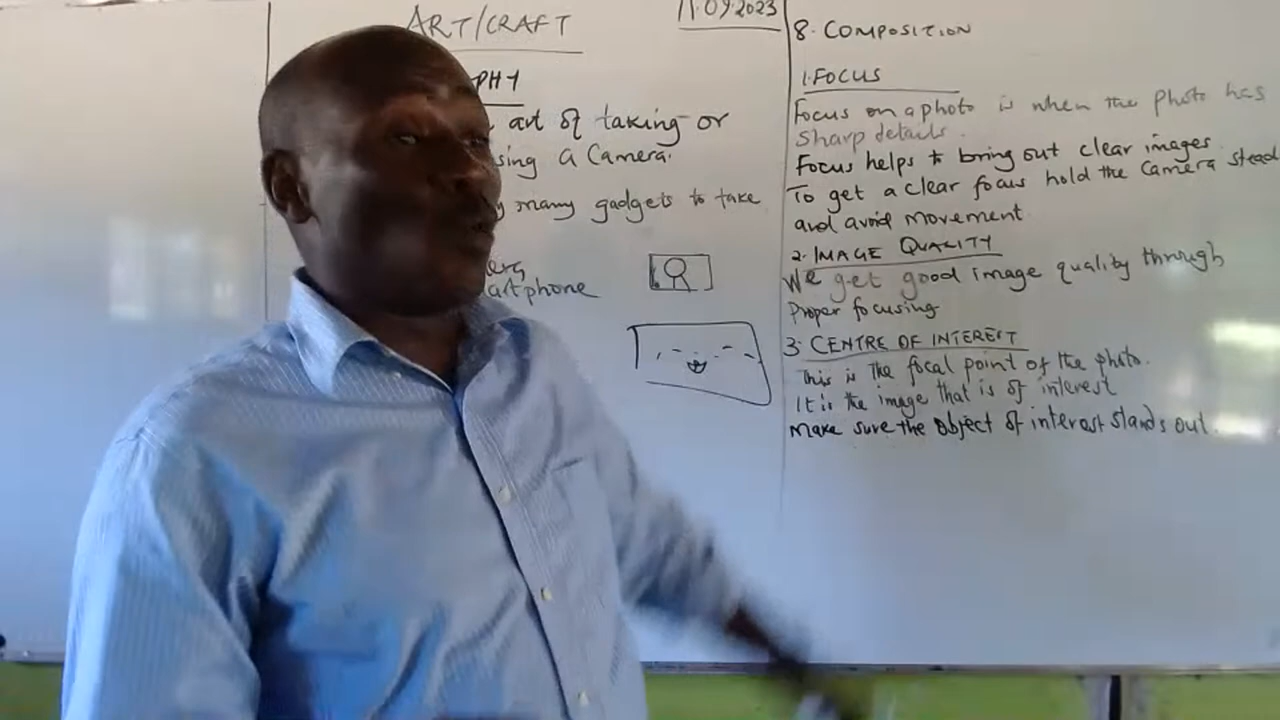 ART/CRAFT
11.09.2023
PHY
art of taking or
sing a Camera.
y many gadgets to take
era
artphone
8. COMPOSITION
1. FOCUS
Focus on a photo is when the photo has
sharp details.
Focus helps to bring out clear images.
To get a clear focus hold the camera stead
and avoid movement
2. IMAGE QUALITY
We get good image quality through
Proper focusing
3. CENTRE OF INTEREST
This is the focal point of the photo.
It is the image that is of interest
Make sure the object of interest stands out.